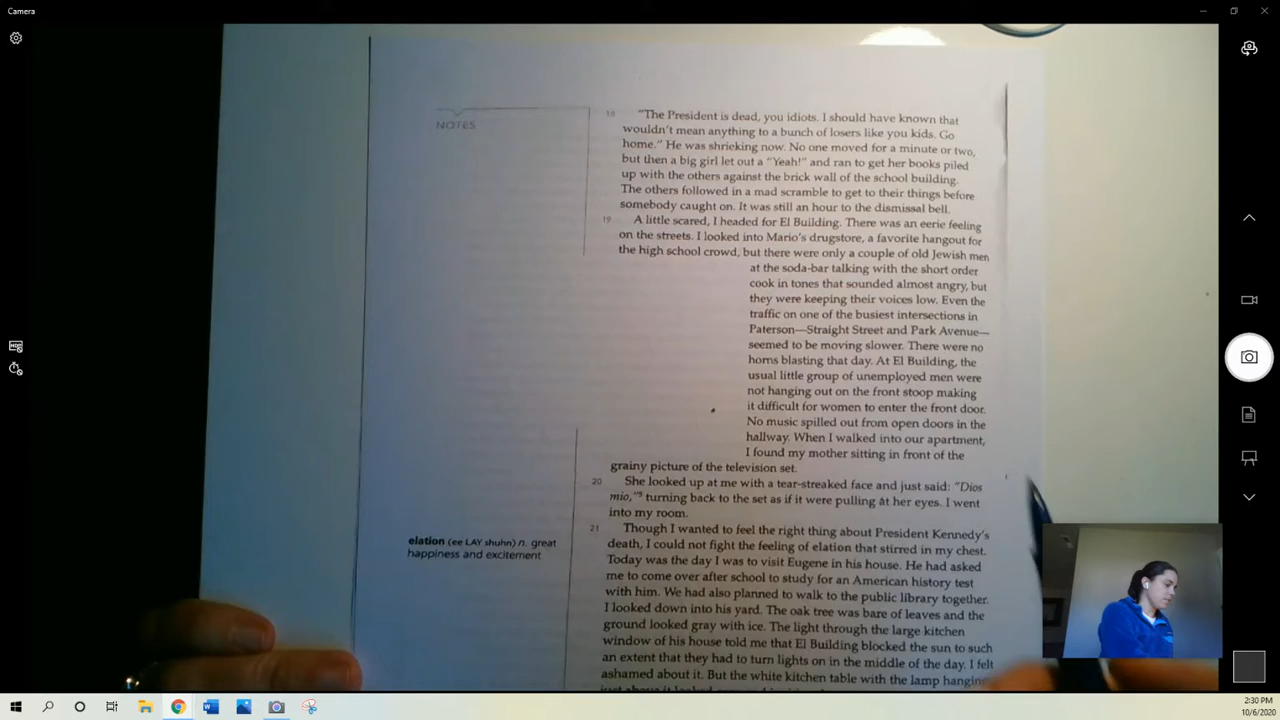 Camera
NOTES
18 "The President is dead, you idiots. I should have known that
wouldn't mean anything to a bunch of losers like you kids. Go
home." He was shrieking now. No one moved for a minute or two,
but then a big girl let out a "Yeah!" and ran to get her books piled
up with the others against the brick wall of the school building.
The others followed in a mad scramble to get to their things before
somebody caught on. It was still an hour to the dismissal bell.
19 A little scared, I headed for El Building. There was an eerie feeling
on the streets. I looked into Mario's drugstore, a favorite hangout for
the high school crowd, but there were only a couple of old Jewish men
at the soda-bar talking with the short order
cook in tones that sounded almost angry, but
they were keeping their voices low. Even the
traffic on one of the busiest intersections in
Paterson—Straight Street and Park Avenue—
seemed to be moving slower. There were no
horns blasting that day. At El Building, the
usual little group of unemployed men were
not hanging out on the front stoop making
it difficult for women to enter the front door.
No music spilled out from open doors in the
hallway. When I walked into our apartment,
I found my mother sitting in front of the
grainy picture of the television set.
20 She looked up at me with a tear-streaked face and just said: "Dios
mio," turning back to the set as if it were pulling at her eyes. I went
into my room.
21 Though I wanted to feel the right thing about President Kennedy's
death, I could not fight the feeling of elation that stirred in my chest.
Today was the day I was to visit Eugene in his house. He had asked
me to come over after school to study for an American history test
with him. We had also planned to walk to the public library together.
I looked down into his yard. The oak tree was bare of leaves and the
ground looked gray with ice. The light through the large kitchen
window of his house told me that El Building blocked the sun to such
an extent that they had to turn lights on in the middle of the day. I felt
ashamed about it. But the white kitchen table with the lamp hanging
elation (ee LAY shuhn) n. great
happiness and excitement
2:30 PM
10/6/2020